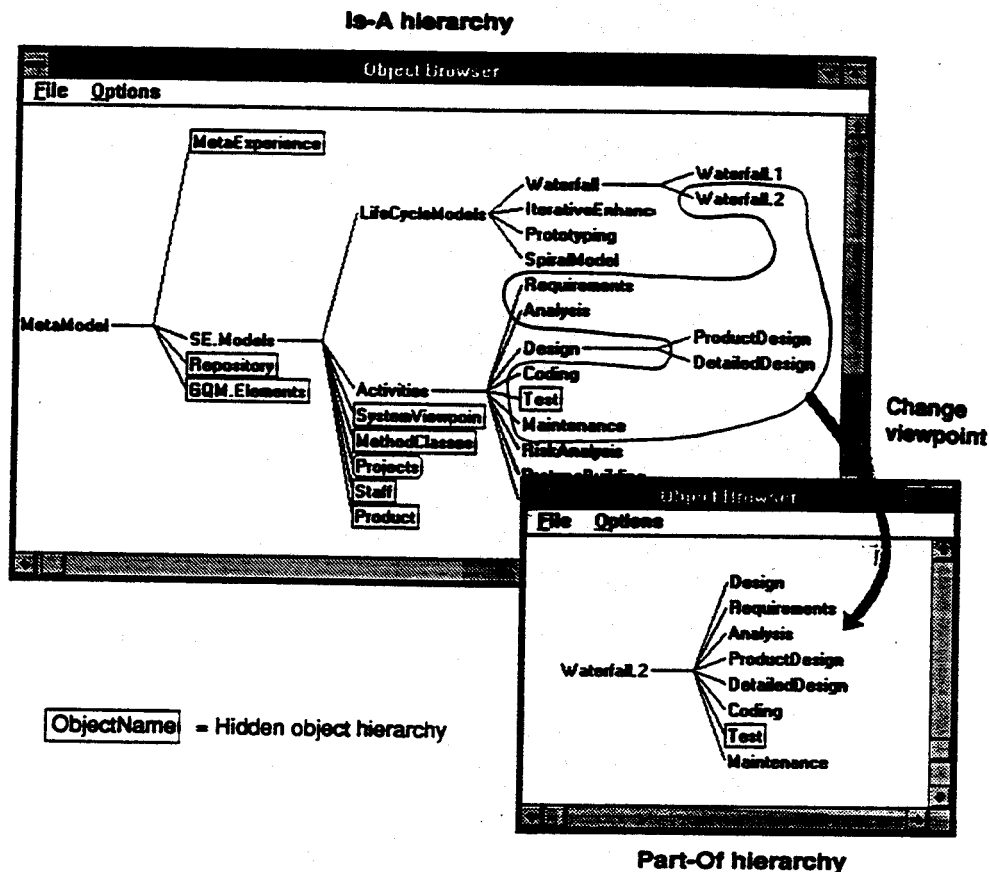 Is-A hierarchy
Object Browser
File Options
MetaExperience
Waterfall
Waterfall.1
Waterfall.2
LifeCycleModels
IterativeEnhanc
Prototyping
SpiralModel
Requirements
Analysis
MetaModel
SE.Models
Design
ProductDesign
DetailedDesign
Repository
Coding
GQM.Elements
Activities
Test
SystemViewpoin
Maintenance
MethodClasses
RiskAnalysis
Projects
Staff
Product
Change
viewpoint
Object Browser
File Options
Design
Requirements
Analysis
ProductDesign
Waterfall.2
DetailedDesign
Coding
Test
Maintenance
ObjectName = Hidden object hierarchy
Part-Of hierarchy